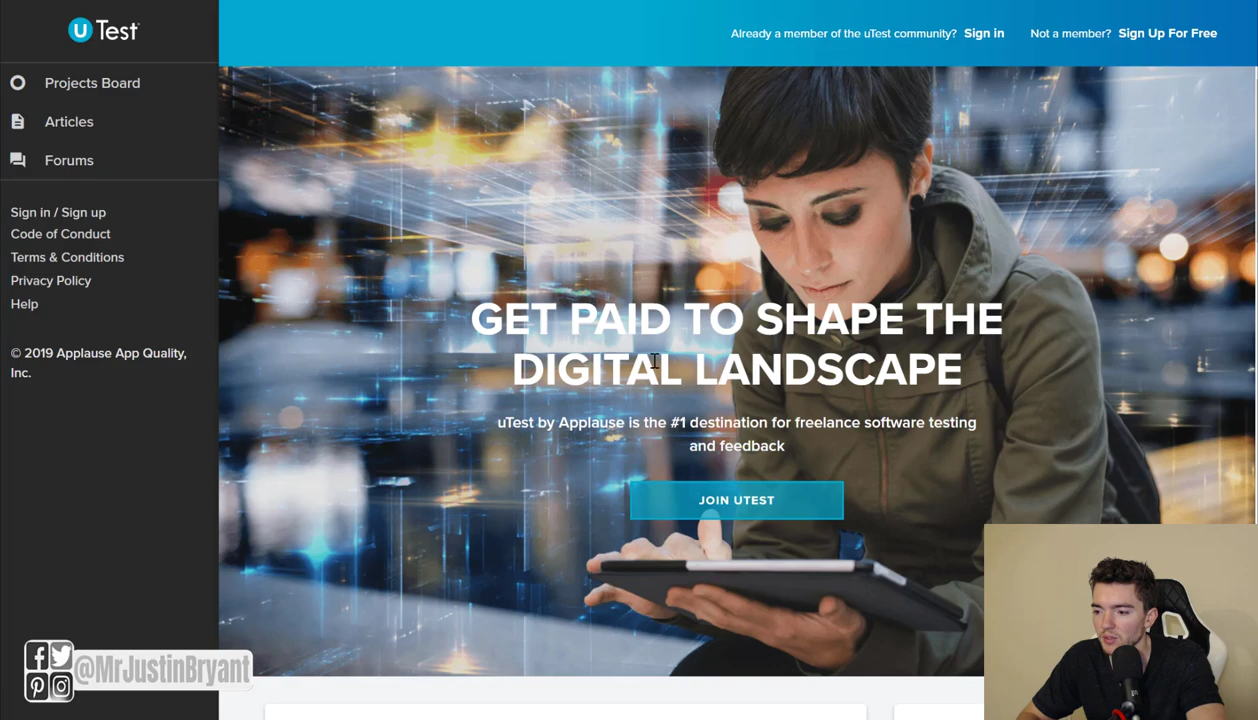 u Test
Already a member of the uTest community? Sign in Not a member? Sign Up For Free
Projects Board
Articles
Forums
Sign in / Sign up
Code of Conduct
Terms & Conditions
Privacy Policy
Help
© 2019 Applause App Quality,
Inc.
GET PAID TO SHAPE THE
DIGITAL LANDSCAPE
uTest by Applause is the #1 destination for freelance software testing
and feedback
JOIN UTEST
@MrJustinBryant